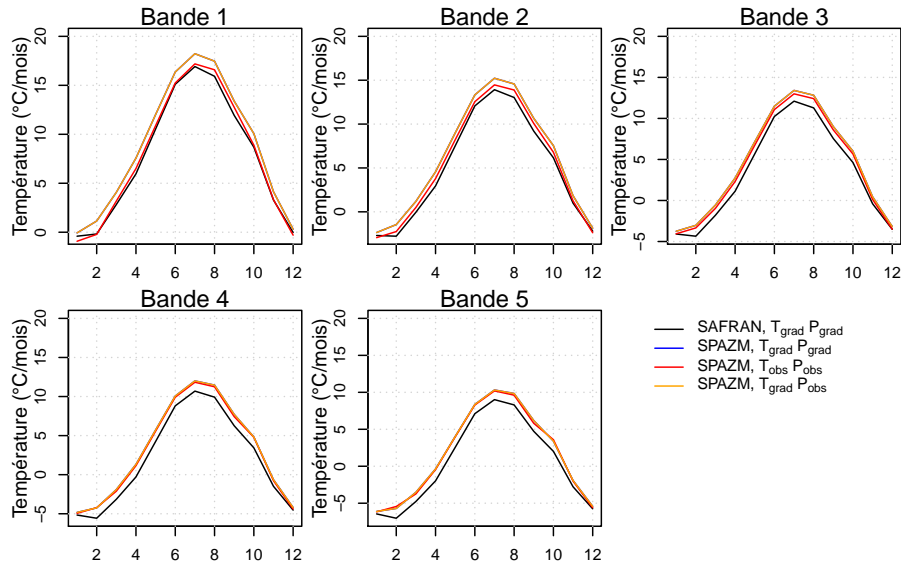 Bande 1
Bande 2
Bande 3
Température (°C/mois)
0 5 10 15 20
2 4 6 8 10 12
Température (°C/mois)
0 5 10 15 20
2 4 6 8 10 12
Température (°C/mois)
−5 0 5 10 15 20
2 4 6 8 10 12
Bande 4
Bande 5
Température (°C/mois)
−5 0 5 10 15 20
2 4 6 8 10 12
Température (°C/mois)
−5 0 5 10 15 20
2 4 6 8 10 12
SAFRAN, Tgrad Pgrad
SPAZM, Tgrad Pgrad
SPAZM, Tobs Pobs
SPAZM, Tgrad Pobs